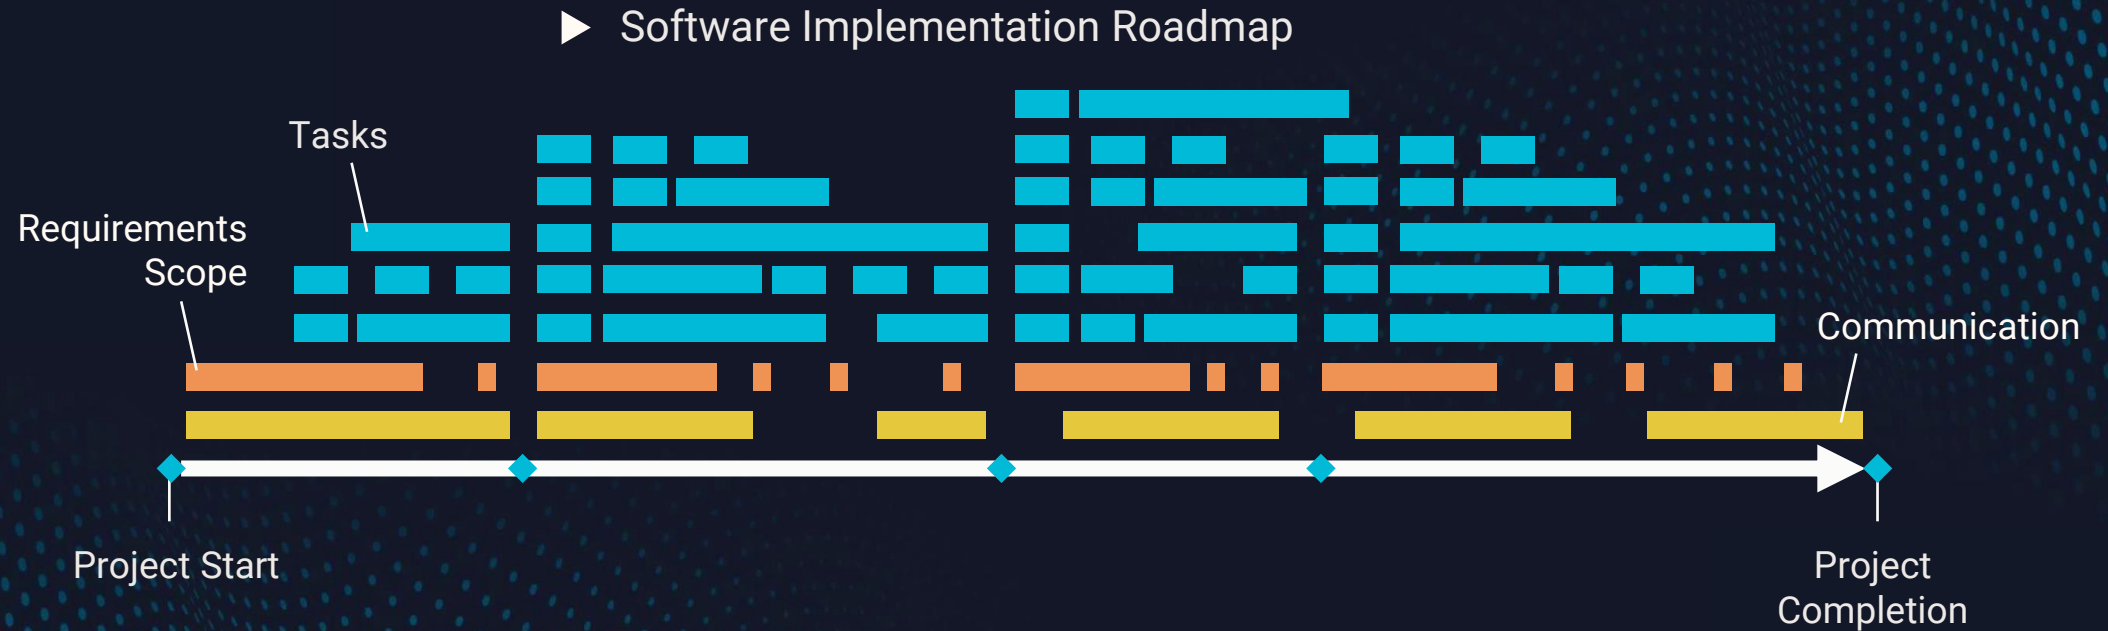 Software Implementation Roadmap
Tasks
Requirements
Scope
Communication
Project Start
Project
Completion